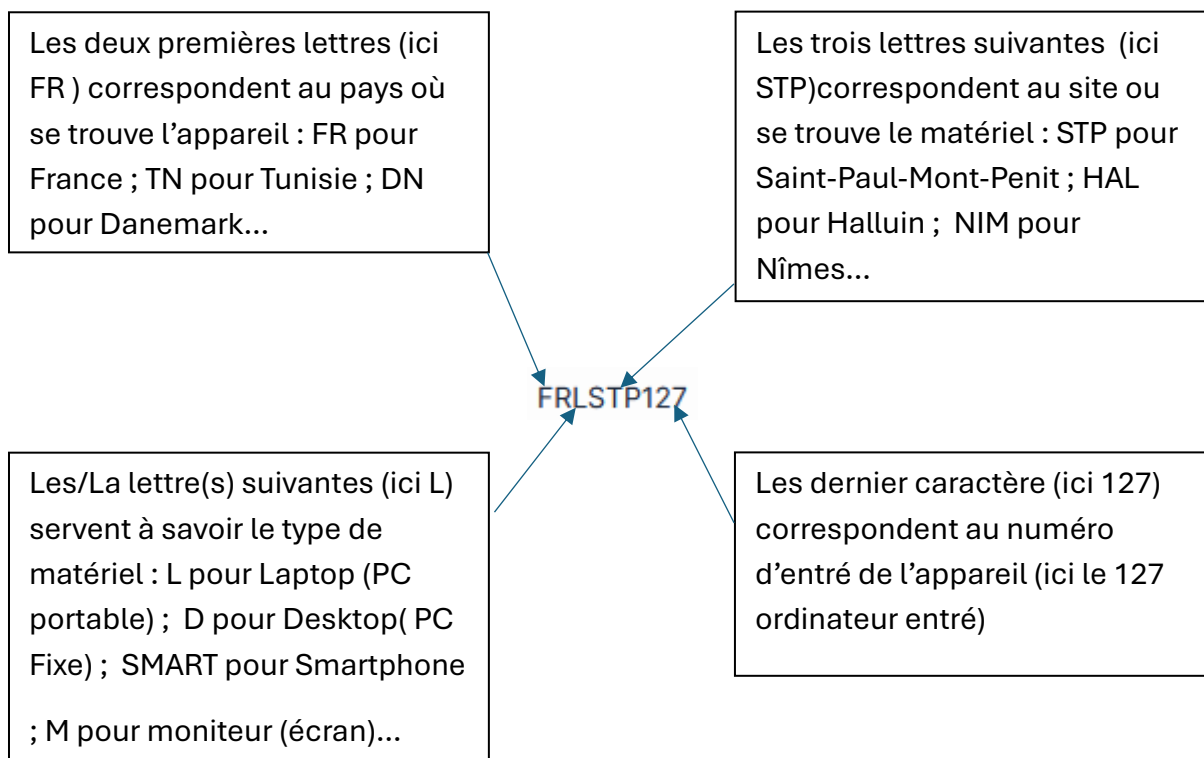 Les deux premières lettres (ici
FR ) correspondent au pays où
se trouve l’appareil : FR pour
France ; TN pour Tunisie ; DN
pour Danemark...
Les trois lettres suivantes  (ici
STP)correspondent au site ou
se trouve le matériel : STP pour
Saint-Paul-Mont-Penit ; HAL
pour Halluin ;  NIM pour
Nîmes...
FRLSTP127
Les/La lettre(s) suivantes (ici L)
servent à savoir le type de
matériel : L pour Laptop (PC
portable) ;  D pour Desktop( PC
Fixe) ;  SMART pour Smartphone
; M pour moniteur (écran)...
Les dernier caractère (ici 127)
correspondent au numéro
d’entré de l’appareil (ici le 127
ordinateur entré)